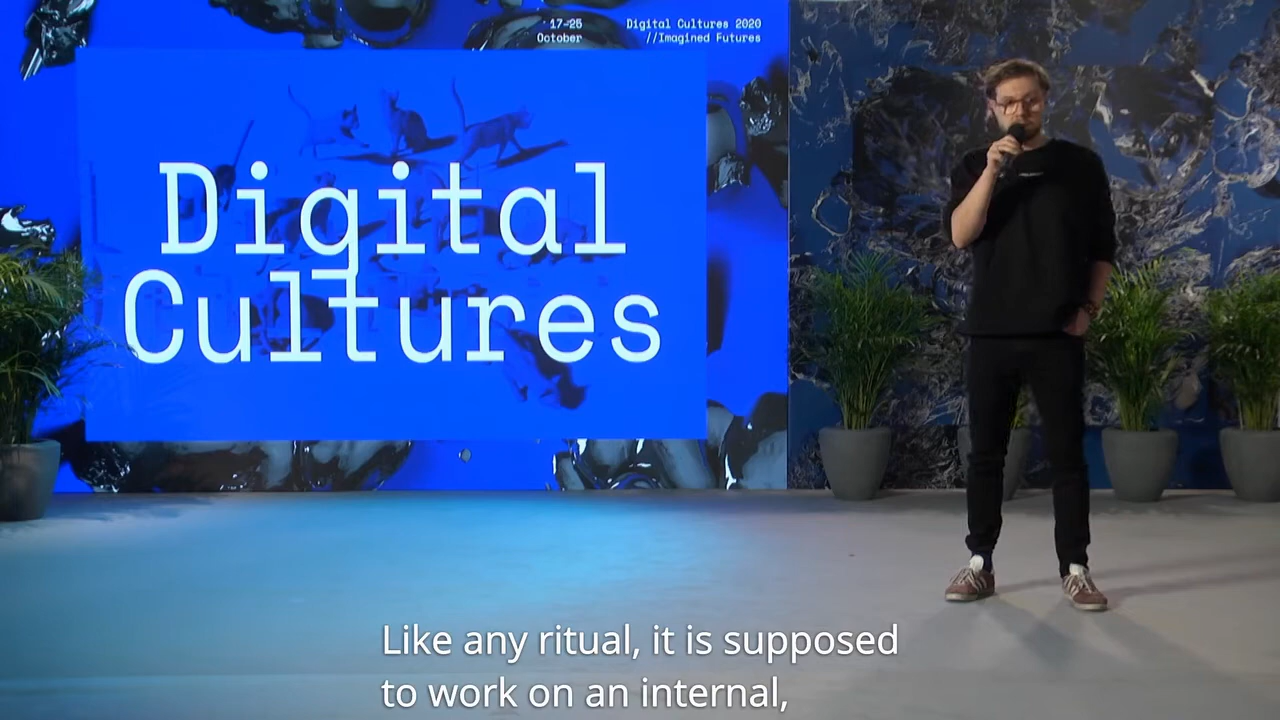 17-25
October
Digital Cultures 2020
//Imagined Futures
Digital
Cultures
Like any ritual, it is supposed
to work on an internal,